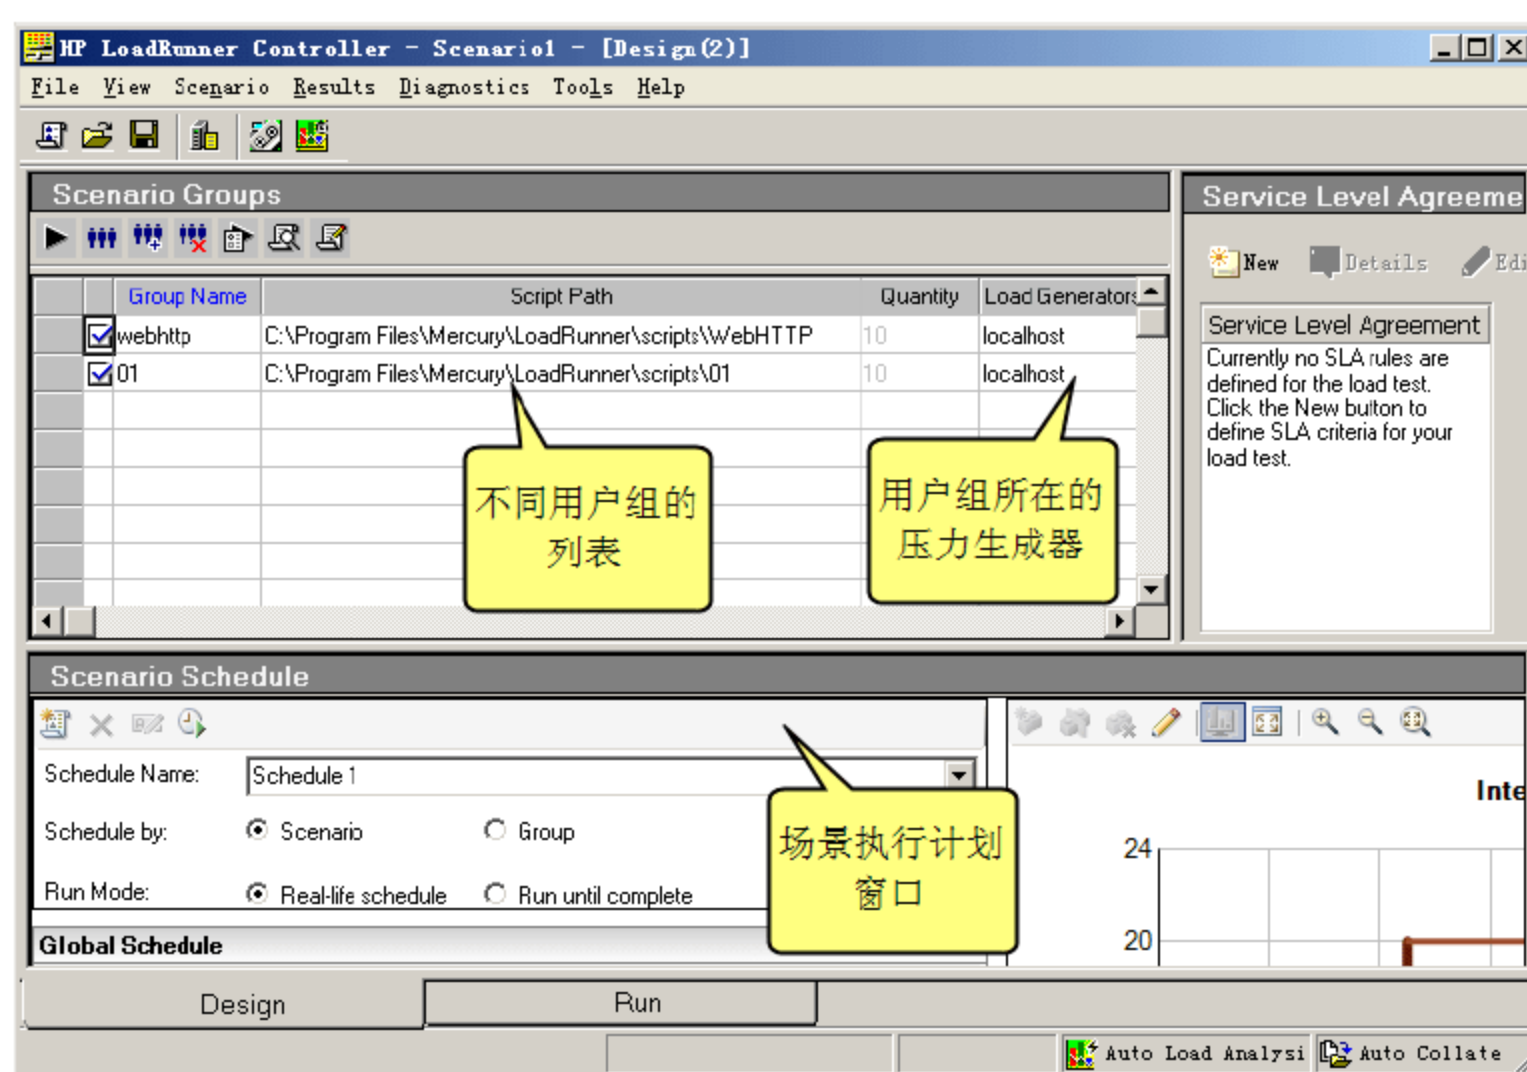 HP LoadRunner Controller - Scenario1 - [Design(2)]
File View Scenario Results Diagnostics Tools Help
Scenario Groups
Service Level Agreeme
New Details Edi
Group Name Script Path Quantity Load Generators
webhttp C:\Program Files\Mercury\LoadRunner\scripts\\WebHTTP 10 localhost
01 C:\Program Files\Mercury\LoadRunner\scripts\01 10 localhost
Service Level Agreement
Currently no SLA rules are
defined for the load test.
Click the New button to
define SLA criteria for your
load test.
不同用户组的
列表
用户组所在的
压力生成器
Scenario Schedule
Schedule Name: Schedule 1
Schedule by: Scenario Group
Run Mode: Real-life schedule Run until complete
场景执行计划
窗口
Global Schedule
Inte
24
20
Design Run
Auto Load Analysi Auto Collate